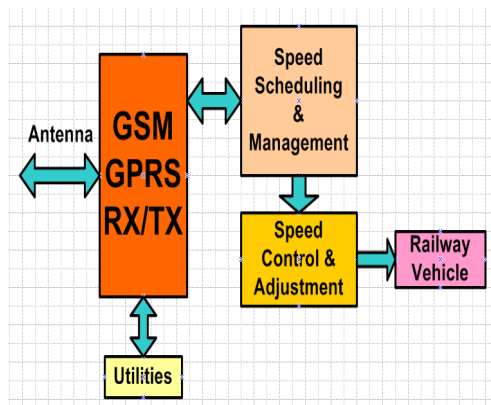 Antenna
GSM
GPRS
RX/TX
Speed
Scheduling
&
Management
Speed
Control &
Adjustment
Railway
Vehicle
Utilities